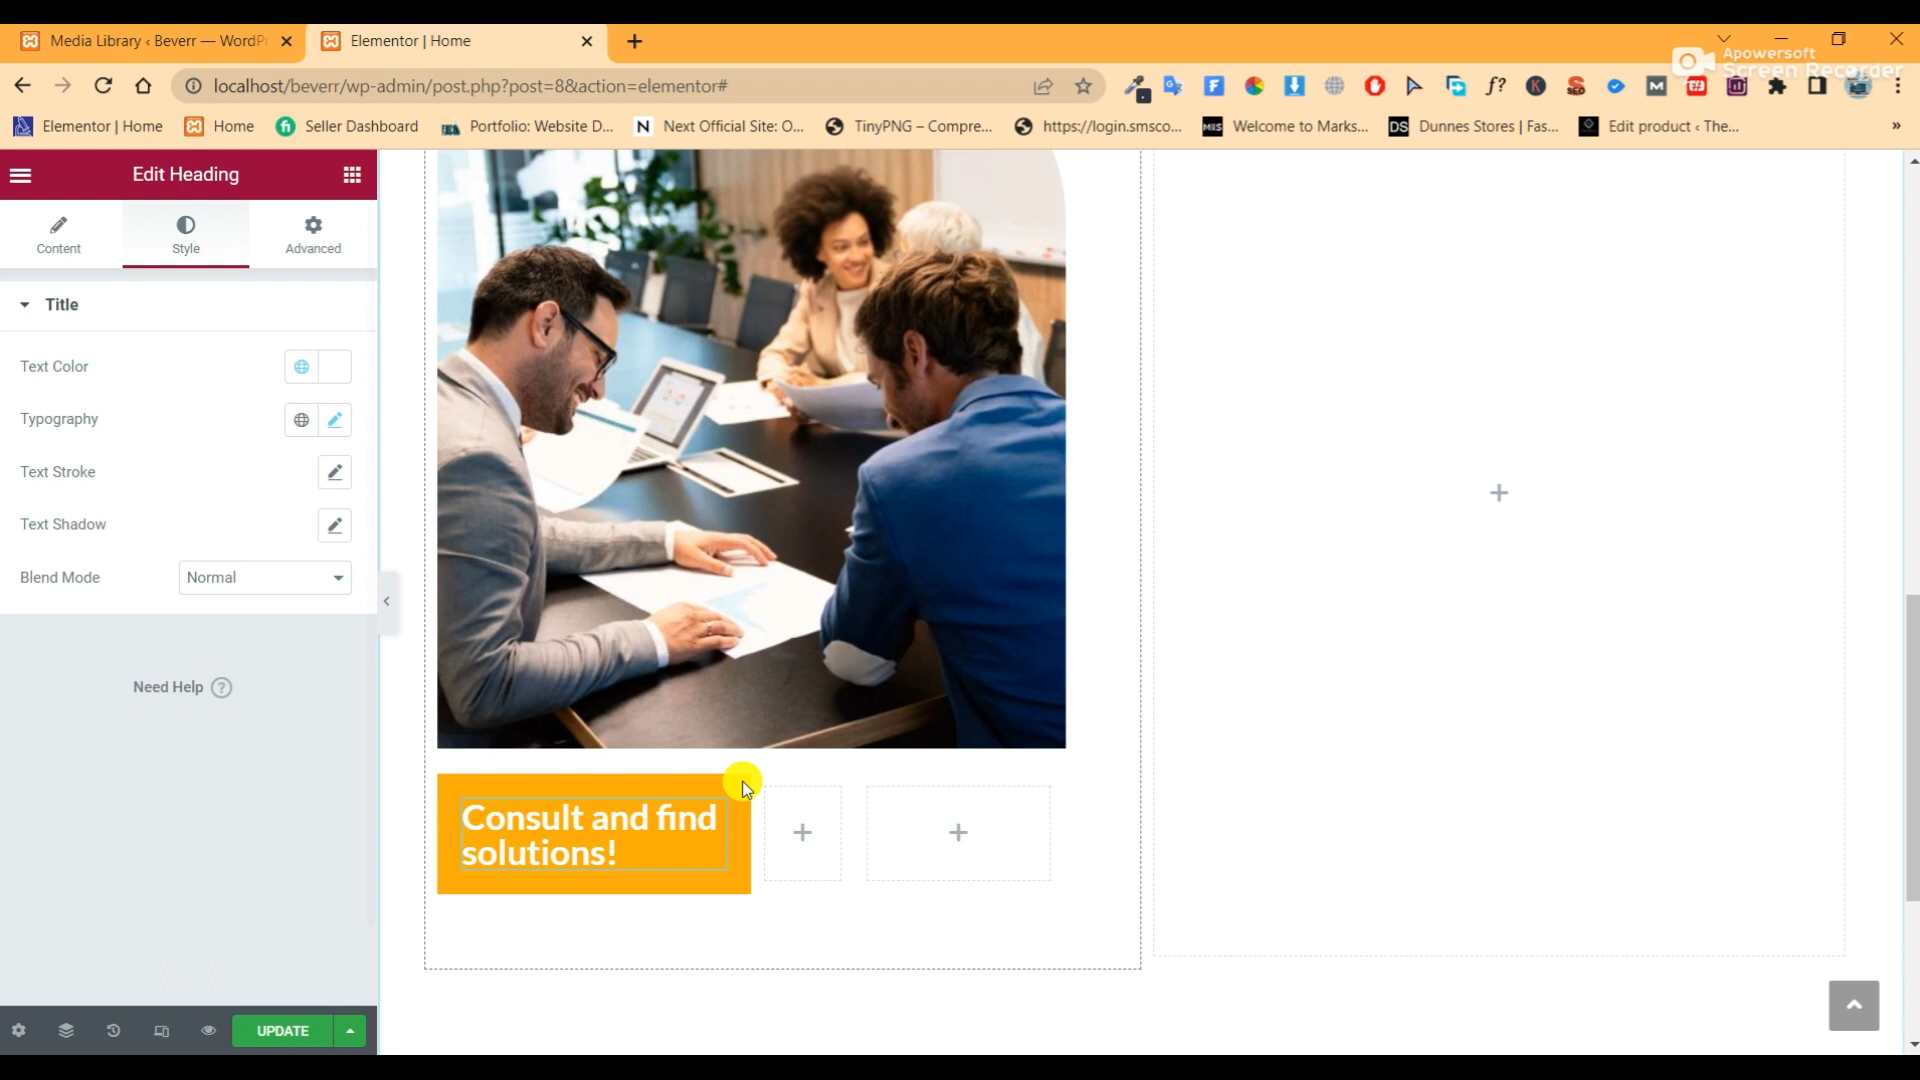 Media Library ‹ Beverr — WordPr
Elementor | Home
Apowersoft
Screen Recorder
localhost/beverr/wp-admin/post.php?post=8&action=elementor#
Elementor | Home
Home
Seller Dashboard
Portfolio: Website D...
Next Official Site: O...
TinyPNG – Compre...
https://login.smsco...
Welcome to Marks...
Dunnes Stores | Fas...
Edit product ‹ The...
Edit Heading
Content
Style
Advanced
Title
Text Color
Typography
Text Stroke
Text Shadow
Blend Mode
Normal
Need Help
UPDATE
Consult and find
solutions!